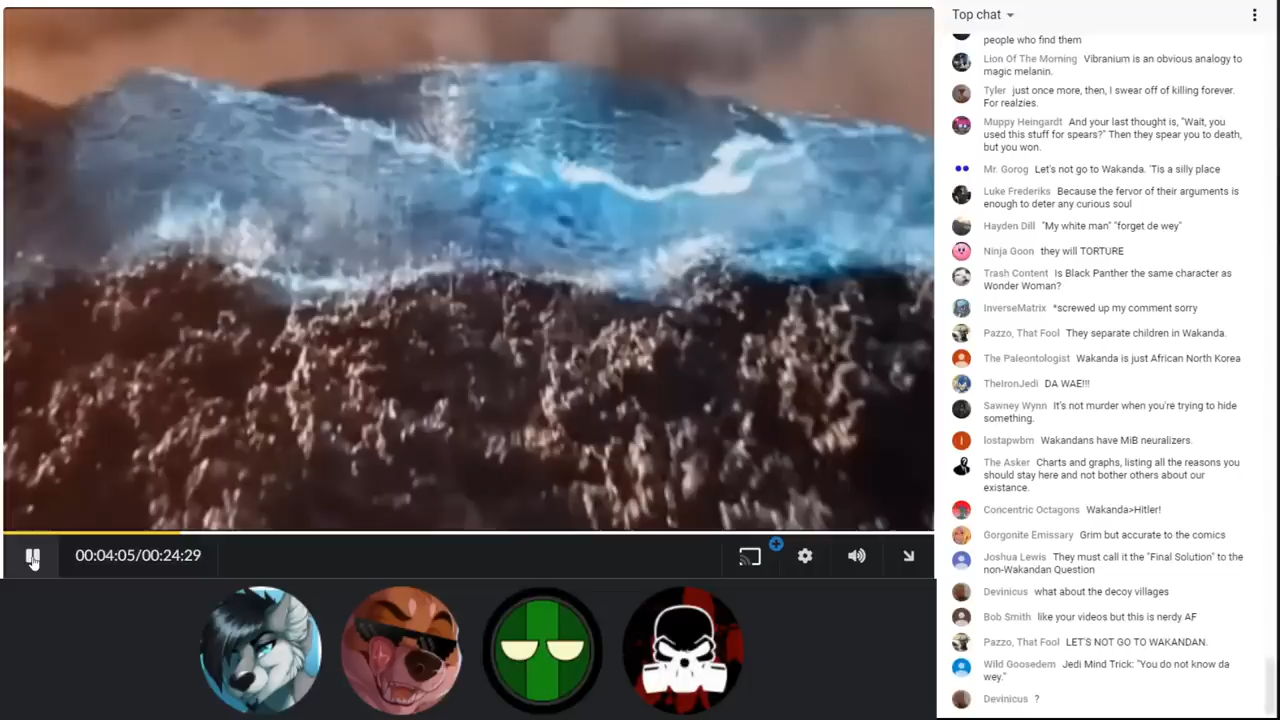 Top chat
people who find them
Lion Of The Morning Vibranium is an obvious analogy to
magic melanin.
Tyler just once more, then, I swear off of killing forever.
For realzies.
Muppy Heingardt And your last thought is, "Wait, you
used this stuff for spears?" Then they spear you to death,
but you won.
Mr. Gorog Let's not go to Wakanda. 'Tis a silly place
Luke Frederiks Because the fervor of their arguments is
enough to deter any curious soul
Hayden Dill "My white man" "forget de wey"
Ninja Goon they will TORTURE
Trash Content Is Black Panther the same character as
Wonder Woman?
InverseMatrix *screwed up my comment sorry
Pazzo, That Fool They separate children in Wakanda.
The Paleontologist Wakanda is just African North Korea
TheIronJedi DA WAE!!!
Sawney Wynn It's not murder when you're trying to hide
something.
lostapwbm Wakandans have MiB neuralizers.
The Asker Charts and graphs, listing all the reasons you
should stay here and not bother others about our
existance.
Concentric Octagons Wakanda>Hitler!
Gorgonite Emissary Grim but accurate to the comics
Joshua Lewis They must call it the "Final Solution" to the
non-Wakandan Question
Devinicus what about the decoy villages
Bob Smith like your videos but this is nerdy AF
Pazzo, That Fool LET'S NOT GO TO WAKANDAN.
Wild Goosedem Jedi Mind Trick: "You do not know da
wey."
Devinicus ?
00:04:05/00:24:29